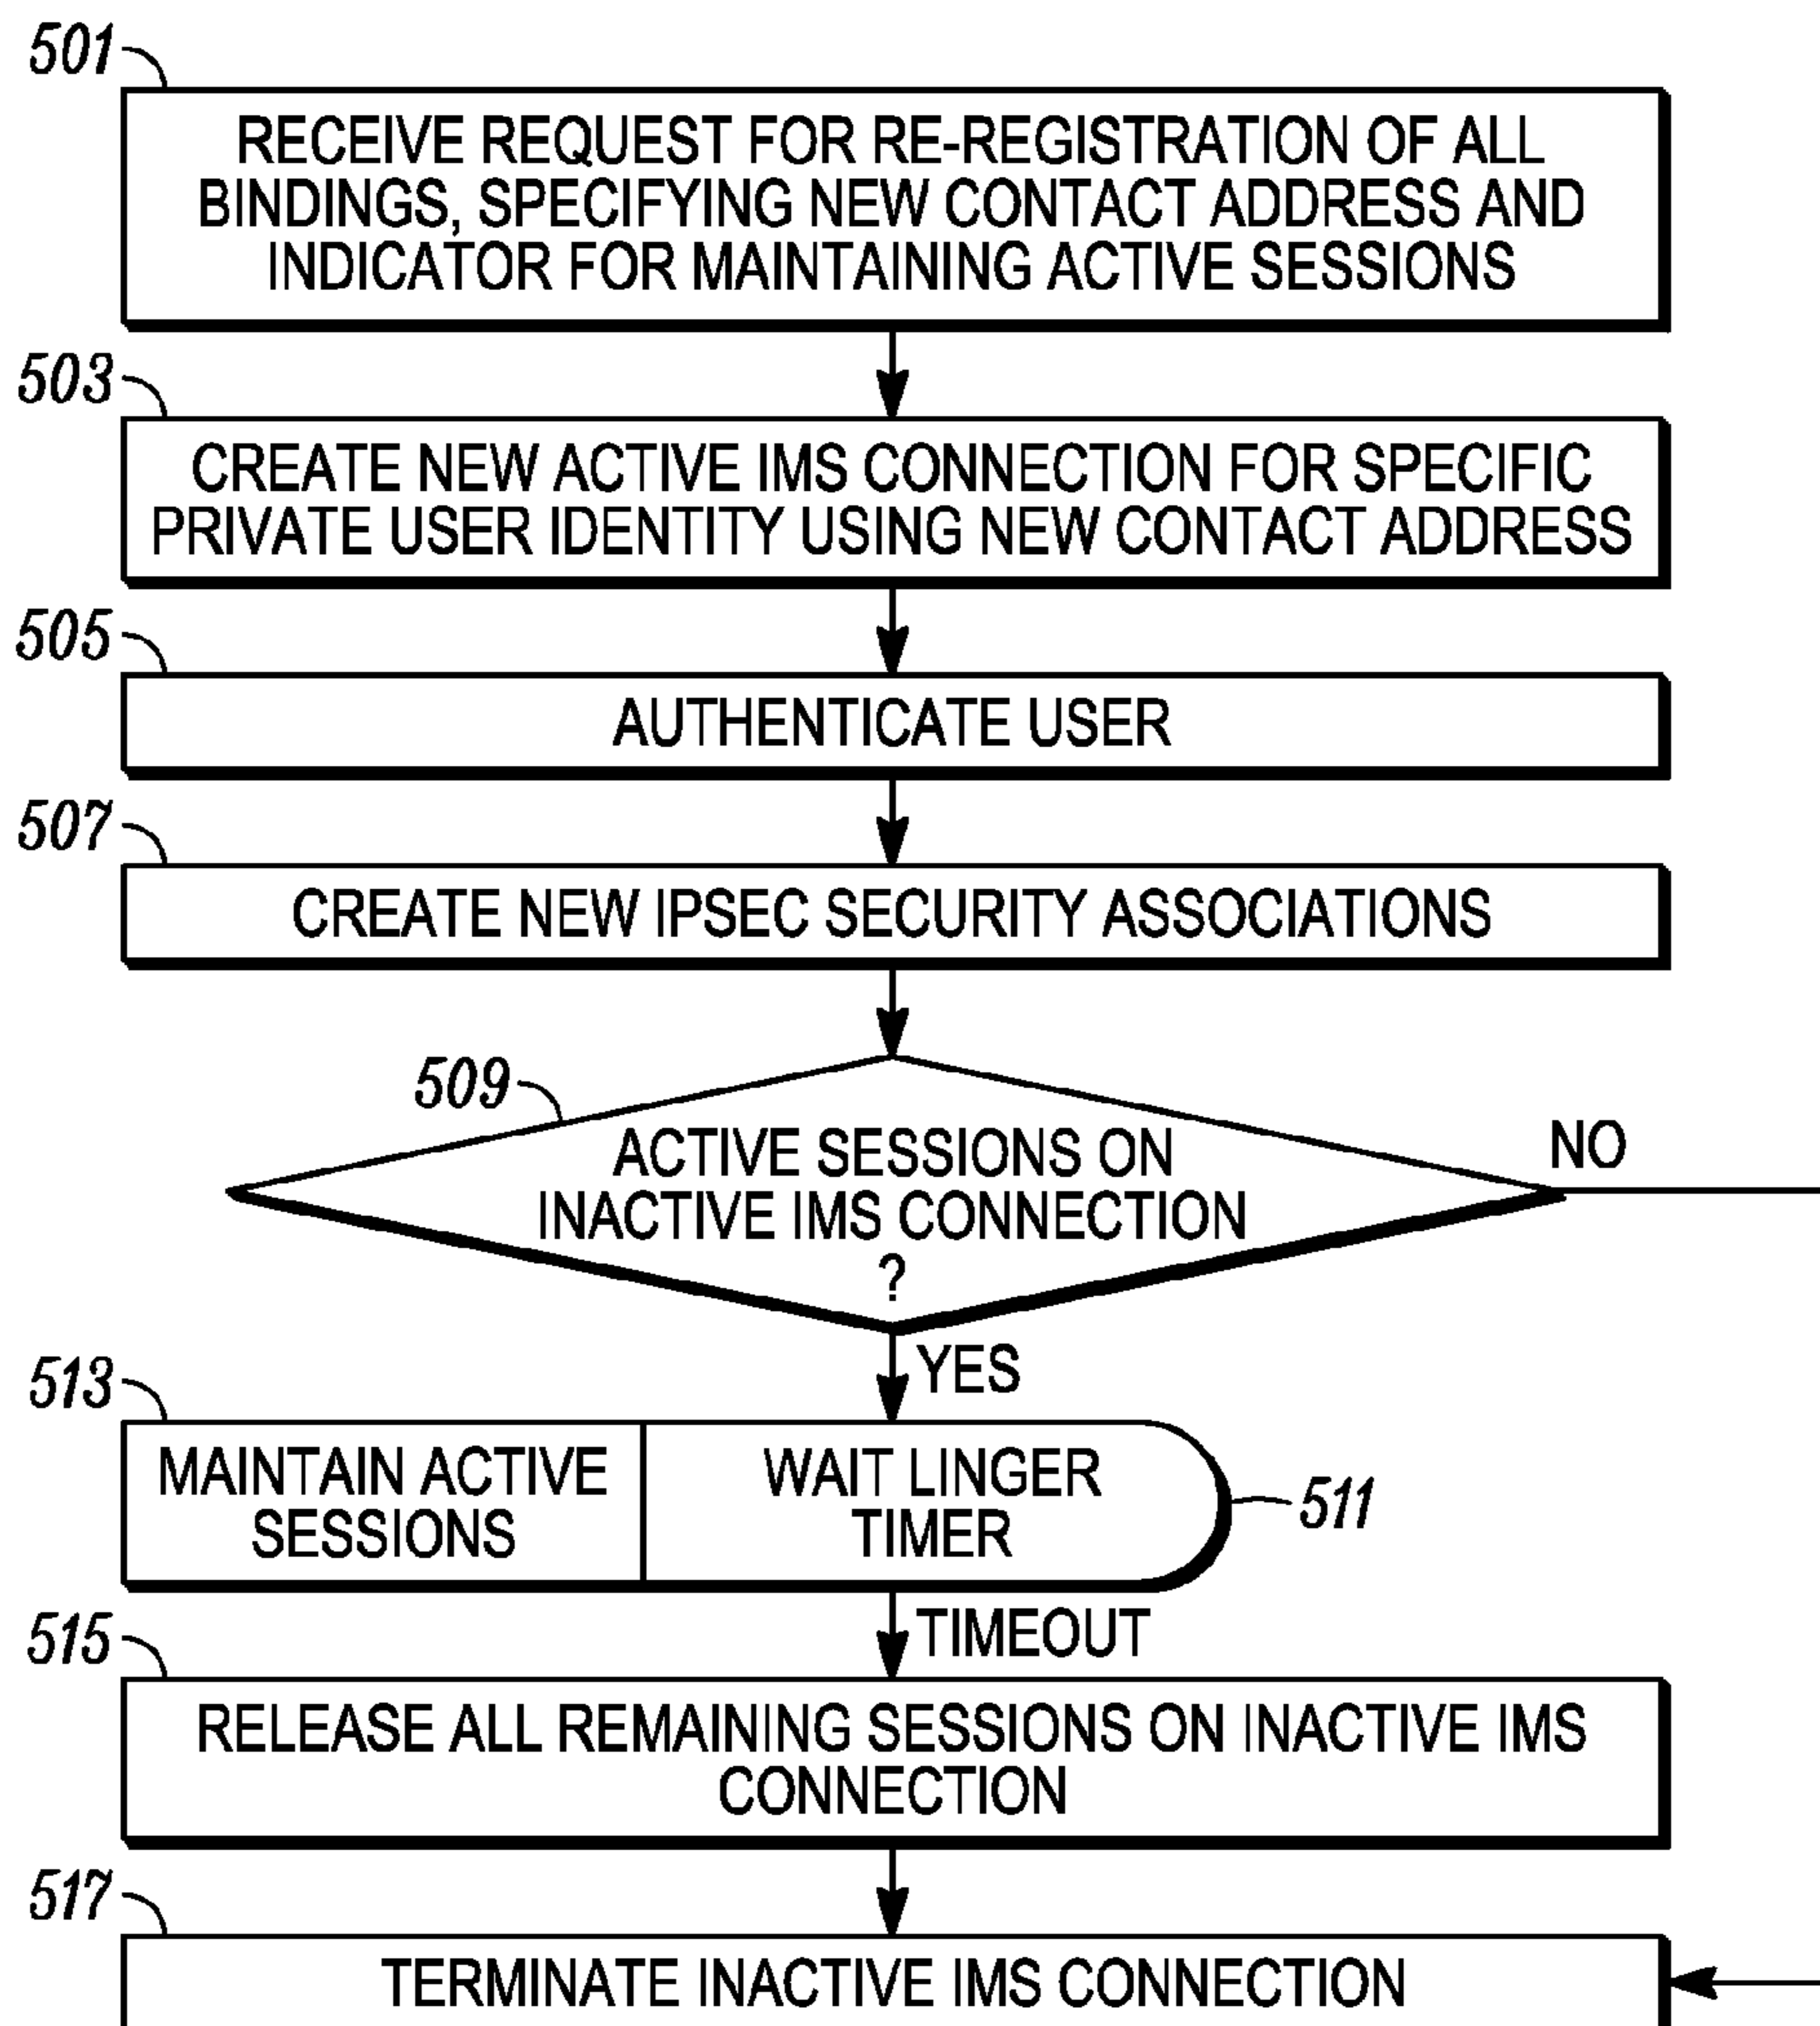 501
RECEIVE REQUEST FOR RE-REGISTRATION OF ALL
BINDINGS, SPECIFYING NEW CONTACT ADDRESS AND
INDICATOR FOR MAINTAINING ACTIVE SESSIONS
503
CREATE NEW ACTIVE IMS CONNECTION FOR SPECIFIC
PRIVATE USER IDENTITY USING NEW CONTACT ADDRESS
505
AUTHENTICATE USER
507
CREATE NEW IPSEC SECURITY ASSOCIATIONS
509
ACTIVE SESSIONS ON
INACTIVE IMS CONNECTION
?
NO
YES
513
MAINTAIN ACTIVE
SESSIONS
WAIT LINGER
TIMER
511
TIMEOUT
515
RELEASE ALL REMAINING SESSIONS ON INACTIVE IMS
CONNECTION
517
TERMINATE INACTIVE IMS CONNECTION